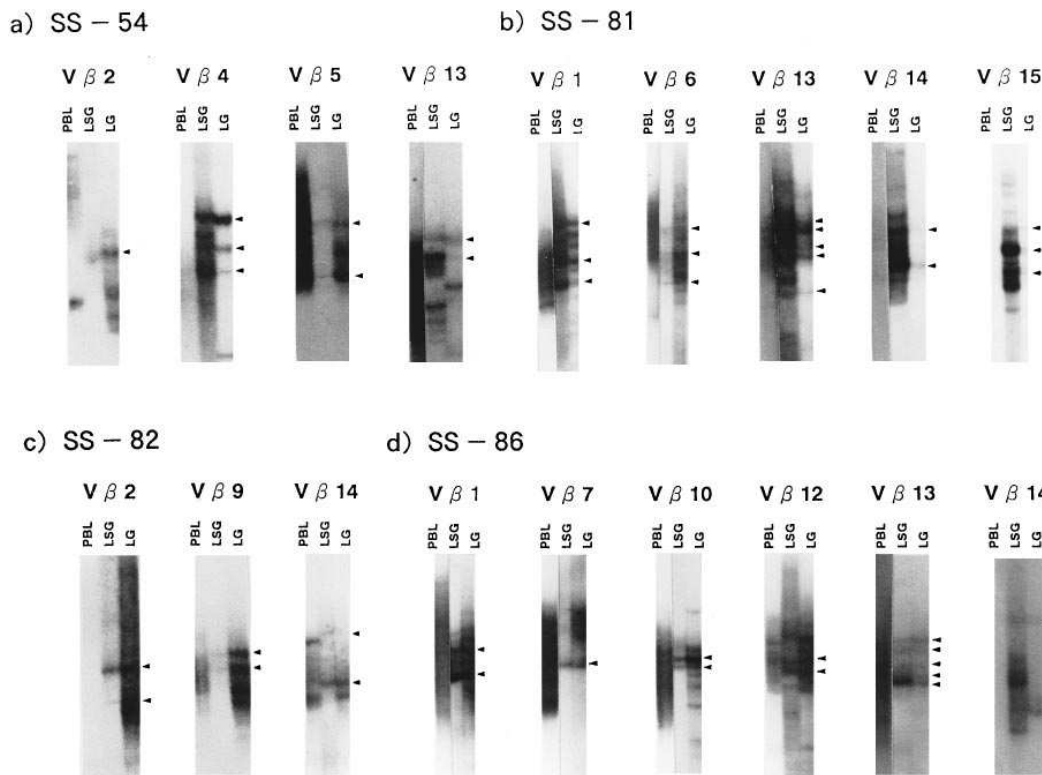 a) SS – 54
b) SS – 81
V β 2
V β 4
V β 5
V β 13
V β 1
V β 6
V β 13
V β 14
V β 15
PBL LSG LG
PBL LSG LG
PBL LSG LG
PBL LSG LG
PBL LSG LG
PBL LSG LG
PBL LSG LG
PBL LSG LG
PBL LSG LG
c) SS – 82
d) SS – 86
V β 2
V β 9
V β 14
V β 1
V β 7
V β 10
V β 12
V β 13
V β 14
PBL LSG LG
PBL LSG LG
PBL LSG LG
PBL LSG LG
PBL LSG LG
PBL LSG LG
PBL LSG LG
PBL LSG LG
PBL LSG LG